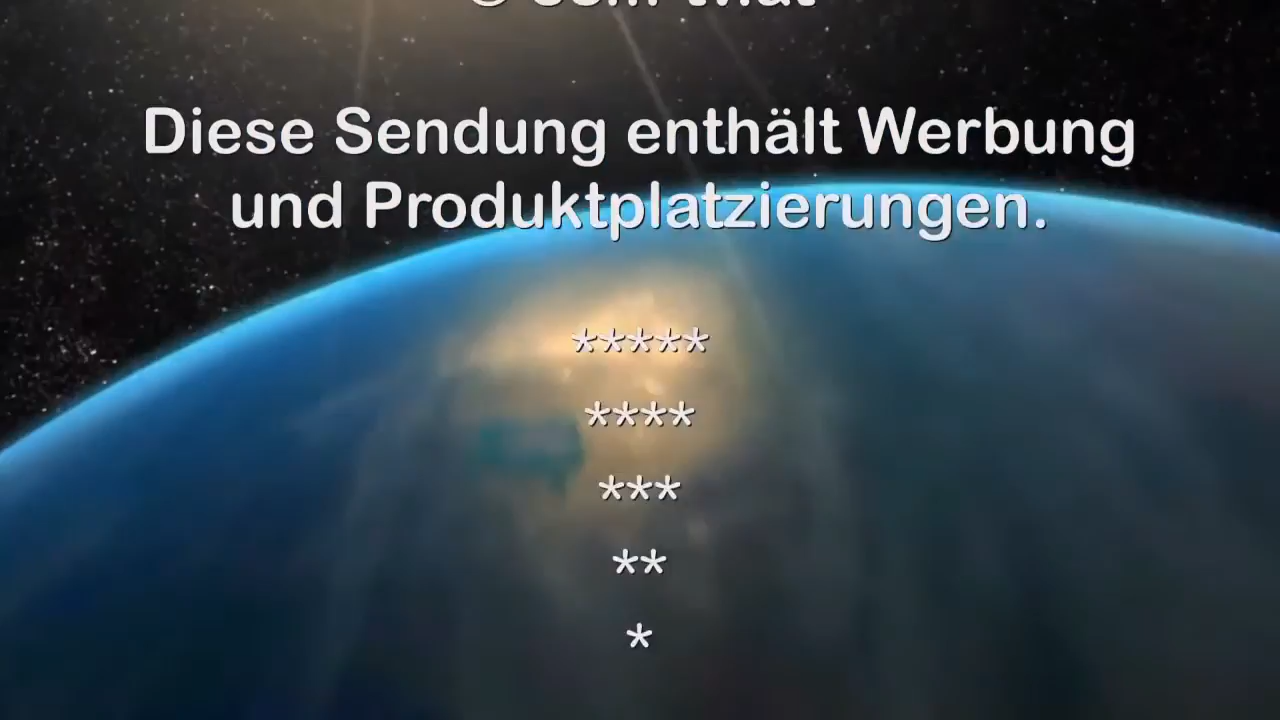 Diese Sendung enthält Werbung
und Produktplatzierungen.
*****
****
***
**
*